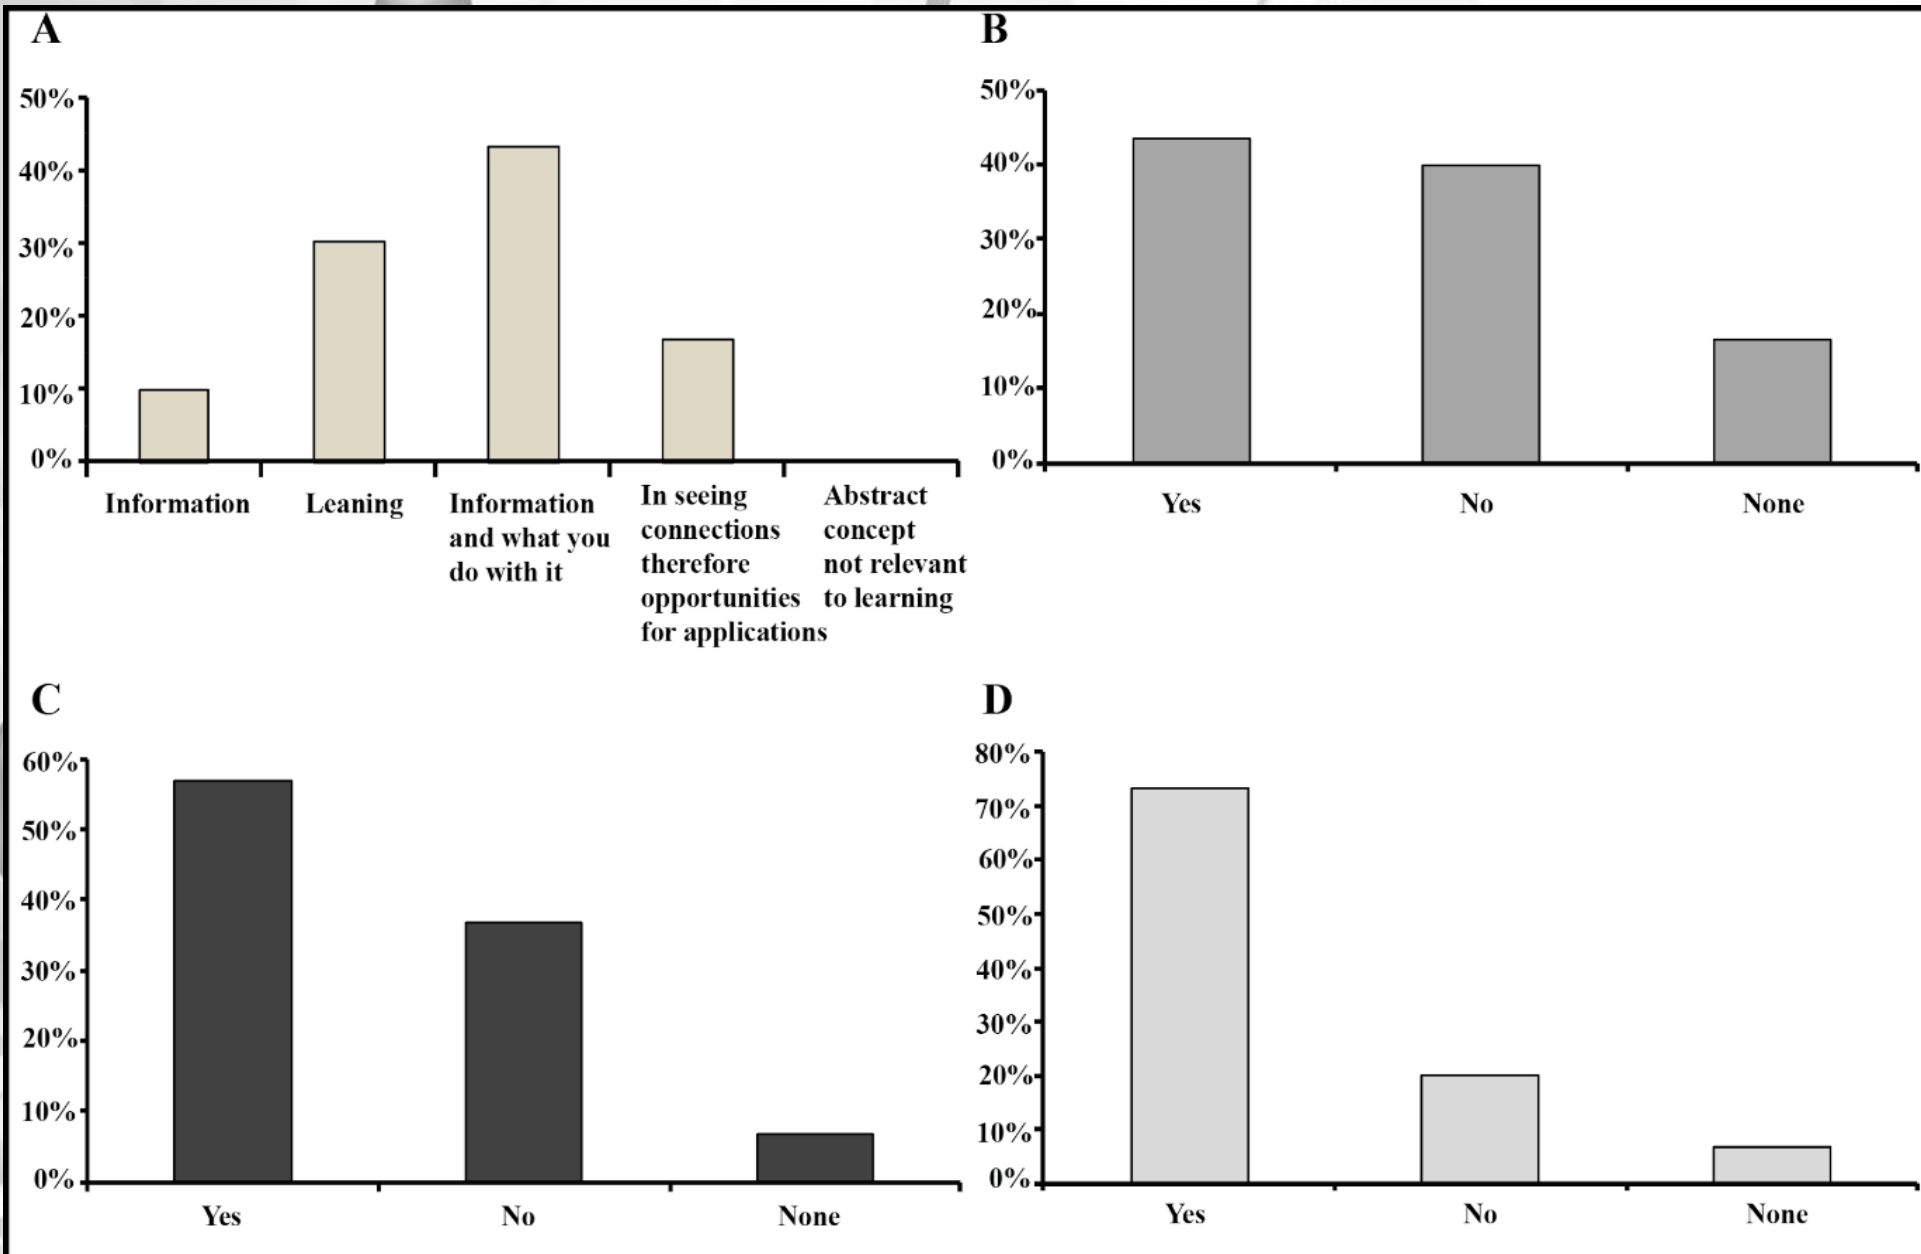 A
50%
40%
30%
20%
10%
0%
Information
Leaning
Information
and what you
do with it
In seeing
connections
therefore
opportunities
for applications
Abstract
concept
not relevant
to learning
B
50%
40%
30%
20%
10%
0%
Yes
No
None
C
60%
50%
40%
30%
20%
10%
0%
Yes
No
None
D
80%
70%
60%
50%
40%
30%
20%
10%
0%
Yes
No
None